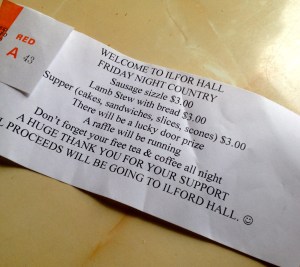 RED
A 43
WELCOME TO ILFOR HALL
FRIDAY NIGHT COUNTRY
Sausage sizzle $3.00
Lamb Stew with bread $3.00
Supper (cakes, sandwiches, slices, scones) $3.00
There will be a lucky door prize
A raffle will be running
Don't forget your free tea & coffee all night
A HUGE THANK YOU FOR YOUR SUPPORT
PROCEEDS WILL BE GOING TO ILFORD HALL. ☺